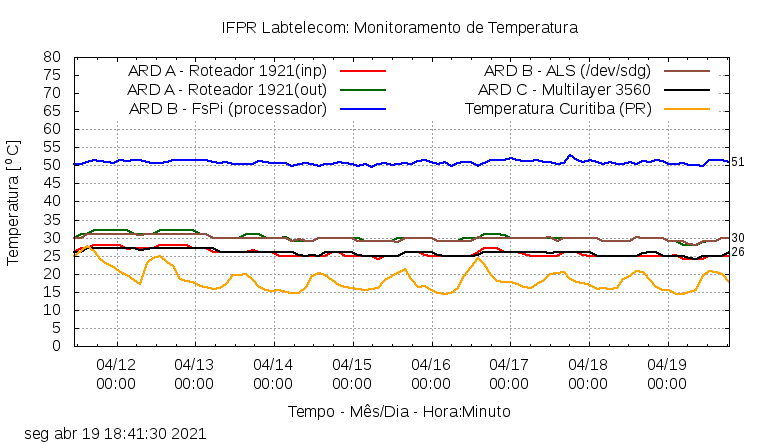 IFPR Labtelecom: Monitoramento de Temperatura
Temperatura [ ºC]
80
75
70
65
60
55
50
45
40
35
30
25
20
15
10
5
0
ARD A - Roteador 1921(inp)
ARD A - Roteador 1921(out)
ARD B - FsPi (processador)
ARD B - ALS (/dev/sdg)
ARD C - Multilayer 3560
Temperatura Curitiba (PR)
51
30
26
04/12 04/13 04/14 04/15 04/16 04/17 04/18 04/19
00:00 00:00 00:00 00:00 00:00 00:00 00:00 00:00
Tempo - Mês/Dia - Hora:Minuto
seg abr 19 18:41:30 2021